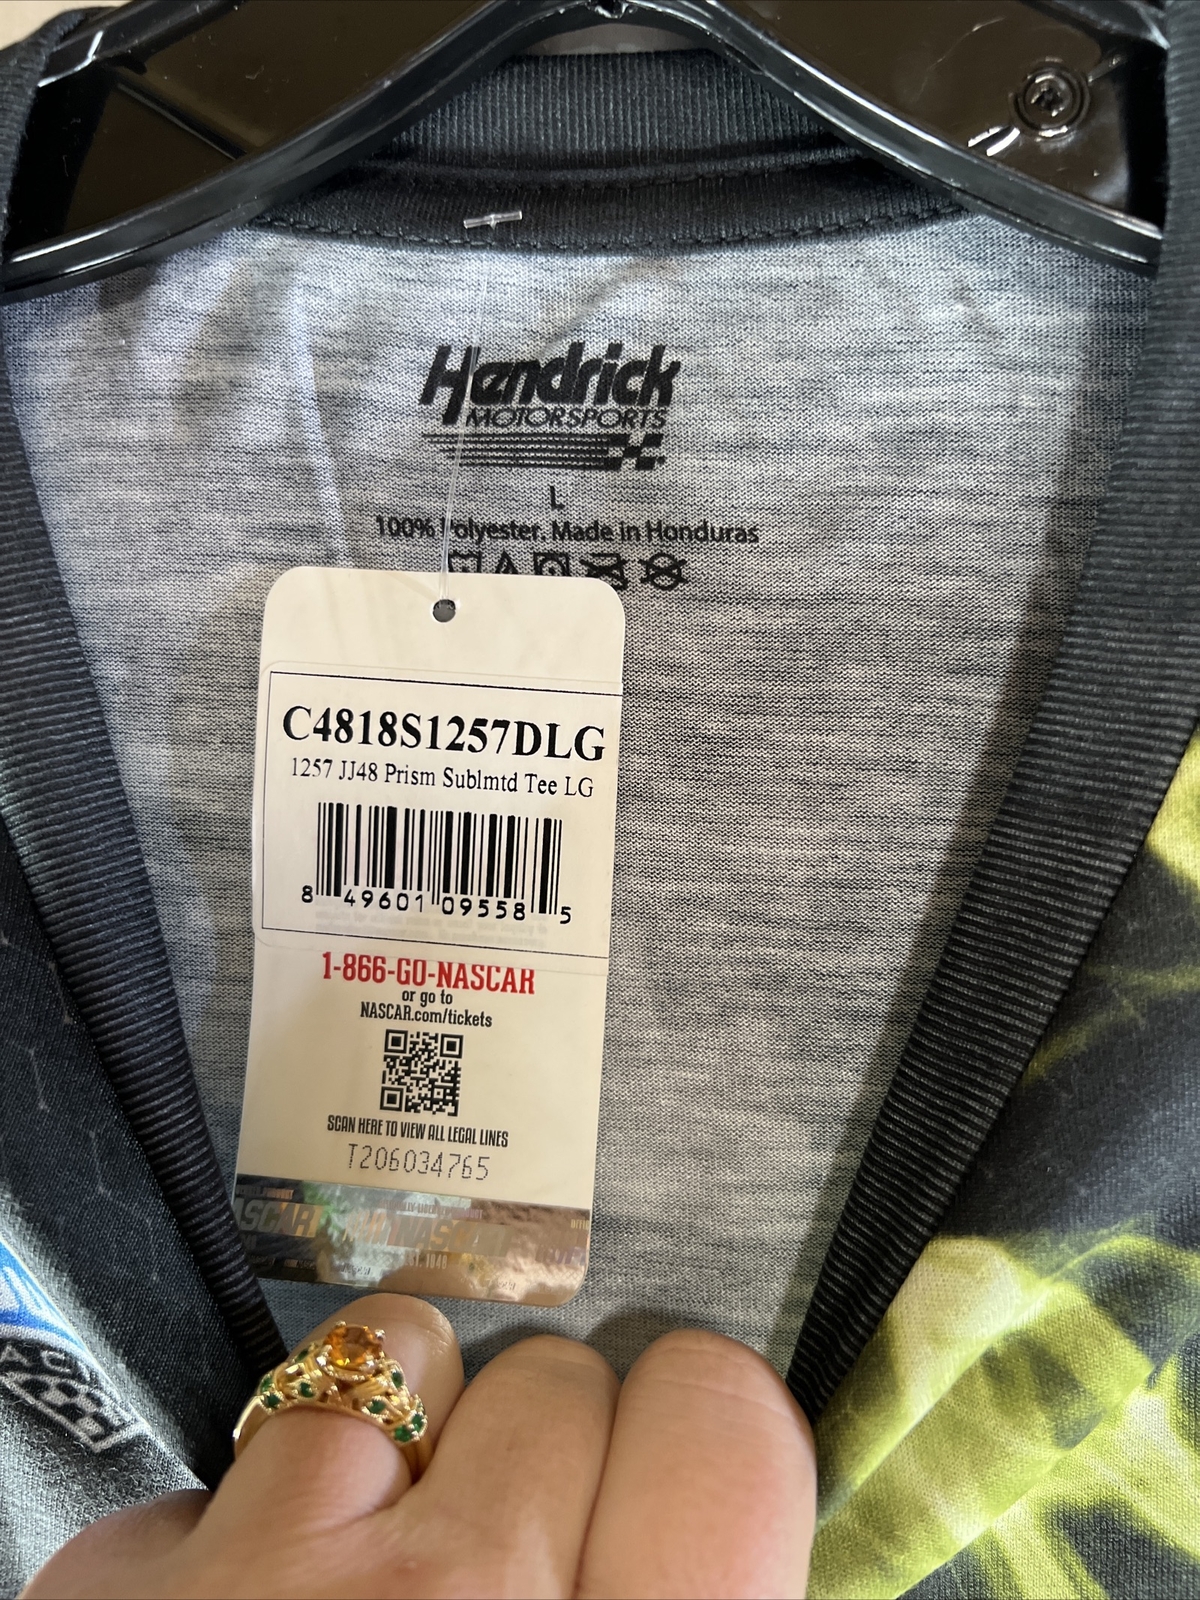 Hendrick
MOTORSPORTS
L
100% Polyester. Made in Honduras
C4818S1257DLG
1257 JJ48 Prism Sublmtd Tee LG
8 49601 09558 5
1-866-GO-NASCAR
or go to
NASCAR.com/tickets
SCAN HERE TO VIEW ALL LEGAL LINES
T206034765
NASCAR